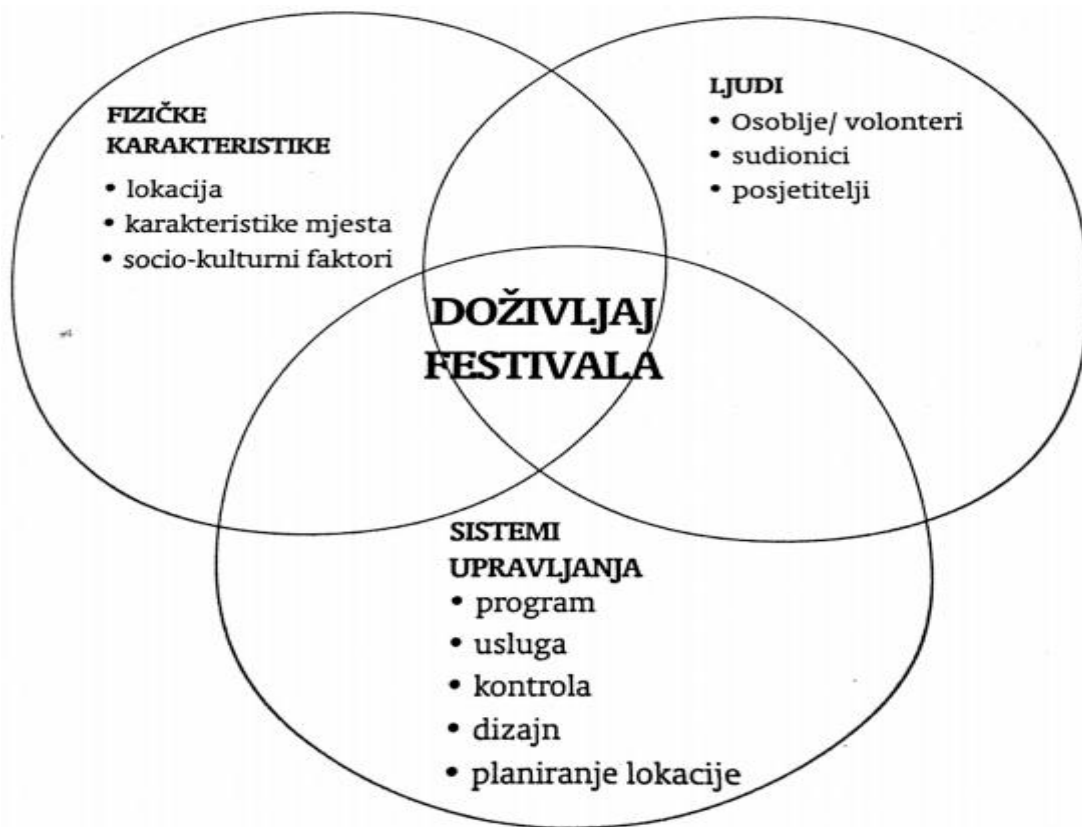 FIZIČKE
KARAKTERISTIKE
• lokacija
• karakteristike mjesta
• socio-kulturni faktori
LJUDI
• Osoblje/ volonteri
• sudionici
• posjetitelji
DOŽIVLJAJ
FESTIVALA
SISTEMI
UPRAVLJANJA
• program
• usluga
• kontrola
• dizajn
• planiranje lokacije